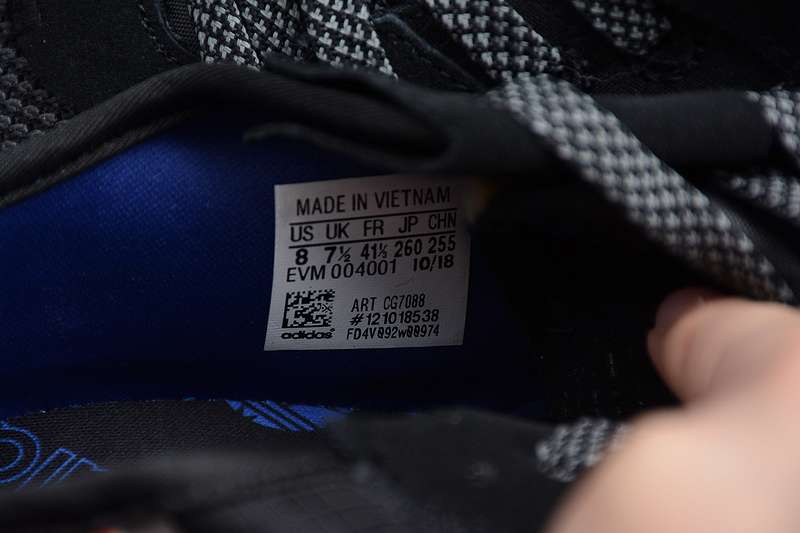 MADE IN VIETNAM
US UK FR JP CHN
8 7½ 41⅓ 260 255
EVM 004001 10/18
ART CG7088
#121018538
adidas FD4V092w00974